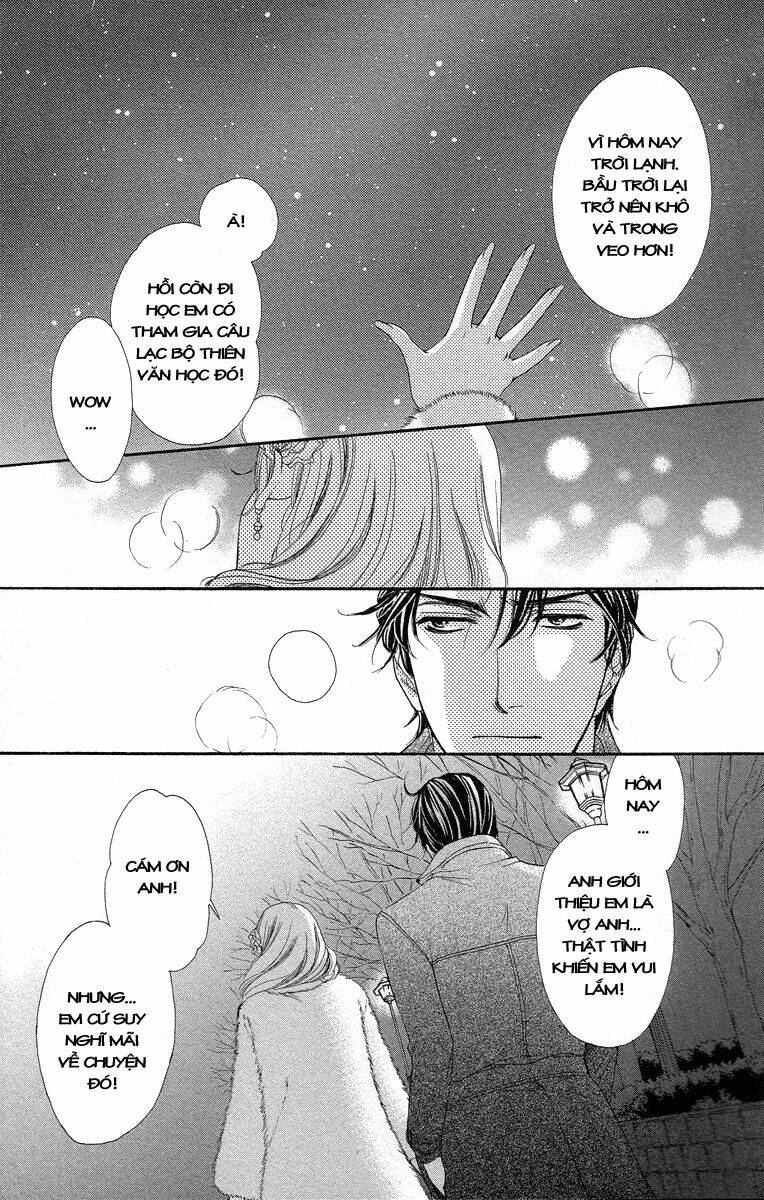 VÌ HÔM NAY
TRỜI LẠNH.
BẦU TRỜI LẠI
TRỞ NÊN KHÔ
VÀ TRONG
VEO HƠN!
À!
HỒI CÒN ĐI
HỌC EM CÓ
THAM GIA CÂU
LẠC BỘ THIÊN
VĂN HỌC ĐÓ!
WOW
...
HÔM
NAY
...
ANH GIỚI
THIỆU EM LÀ
VỢ ANH...
THẬT TÌNH
KHIẾN EM VUI
LẮM!
CÁM ƠN
ANH!
NHƯNG...
EM CỨ SUY
NGHĨ MÃI
VỀ CHUYỆN
ĐÓ!